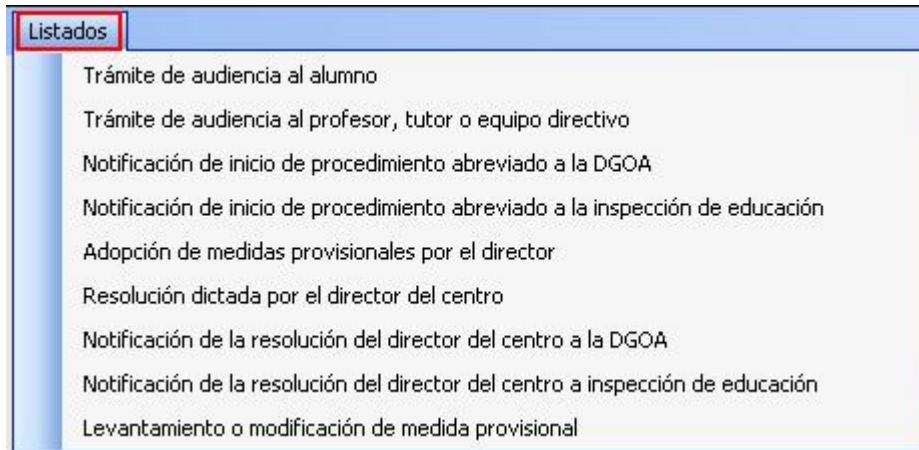 Listados
Trámite de audiencia al alumno
Trámite de audiencia al profesor, tutor o equipo directivo
Notificación de inicio de procedimiento abreviado a la DGOA
Notificación de inicio de procedimiento abreviado a la inspección de educación
Adopción de medidas provisionales por el director
Resolución dictada por el director del centro
Notificación de la resolución del director del centro a la DGOA
Notificación de la resolución del director del centro a inspección de educación
Levantamiento o modificación de medida provisional